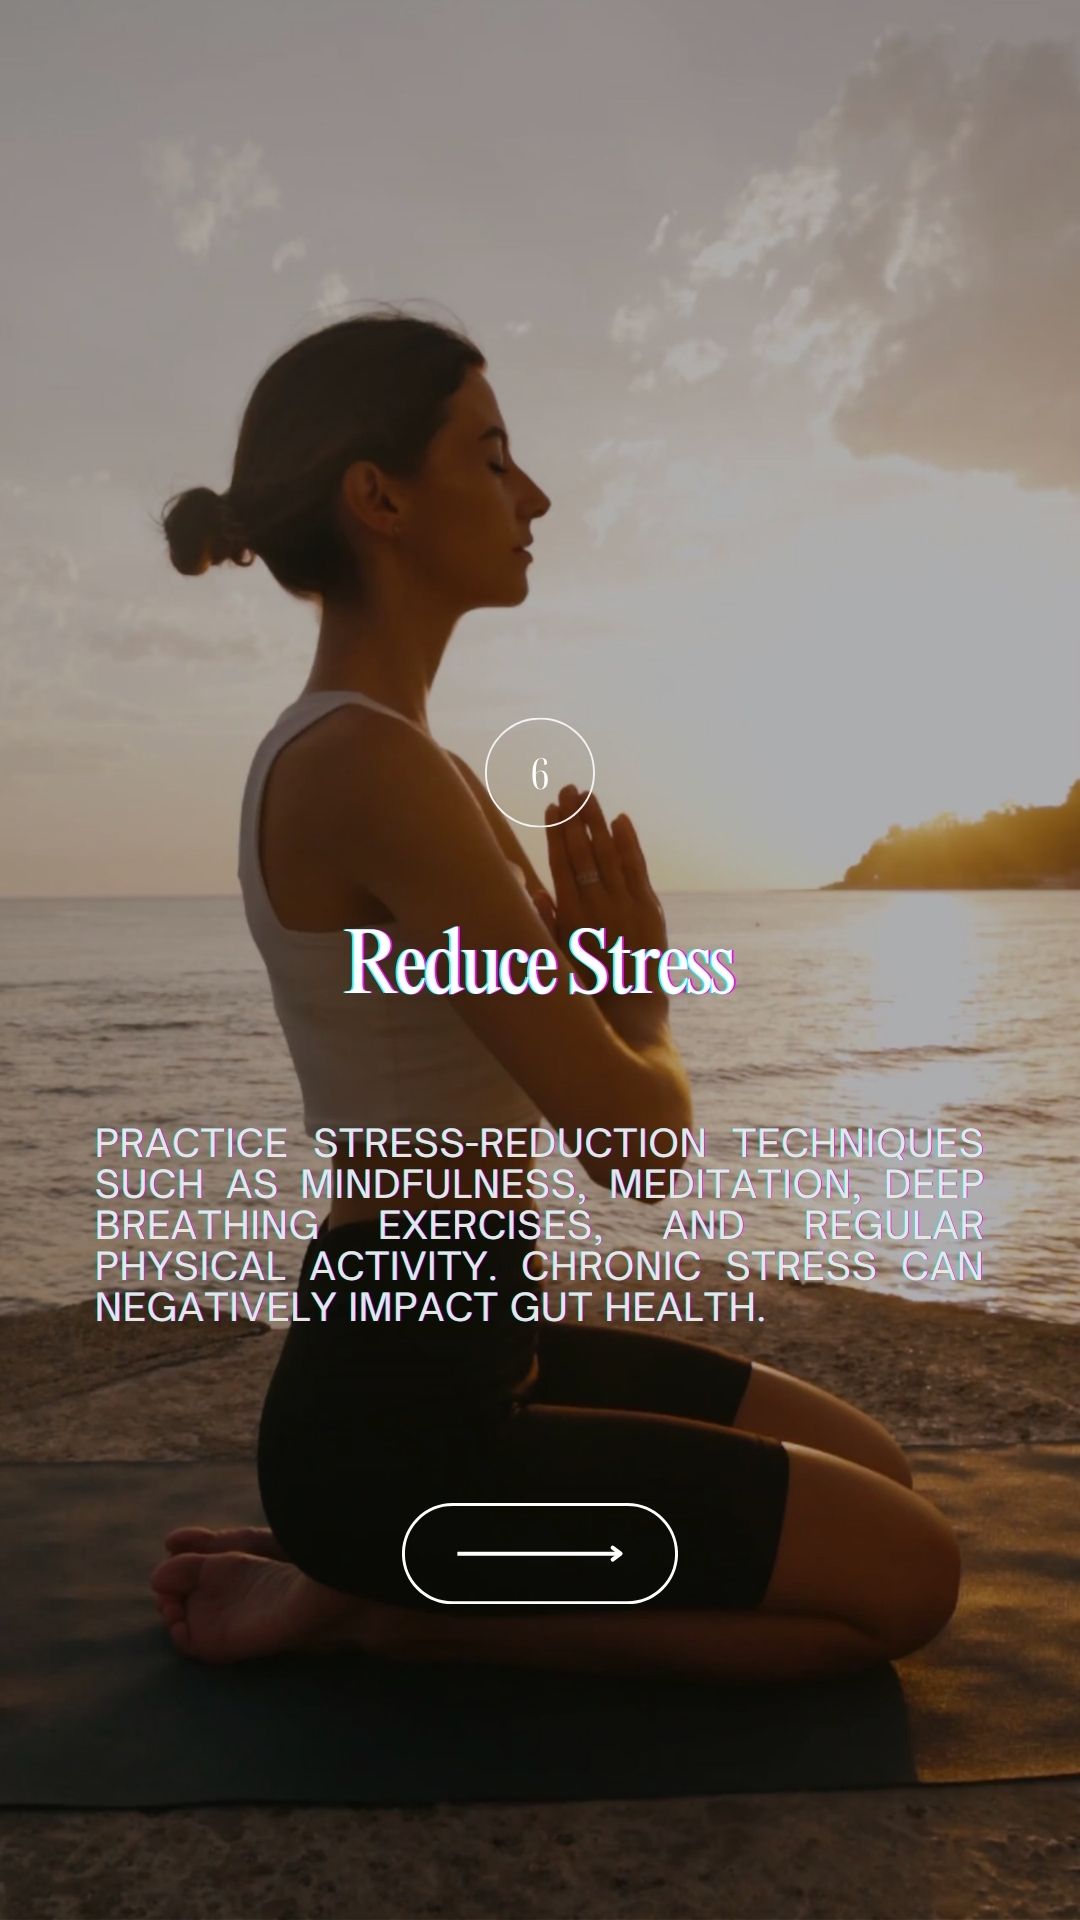 6
Reduce Stress
PRACTICE STRESS-REDUCTION TECHNIQUES
SUCH AS MINDFULNESS, MEDITATION, DEEP
BREATHING EXERCISES, AND REGULAR
PHYSICAL ACTIVITY. CHRONIC STRESS CAN
NEGATIVELY IMPACT GUT HEALTH.